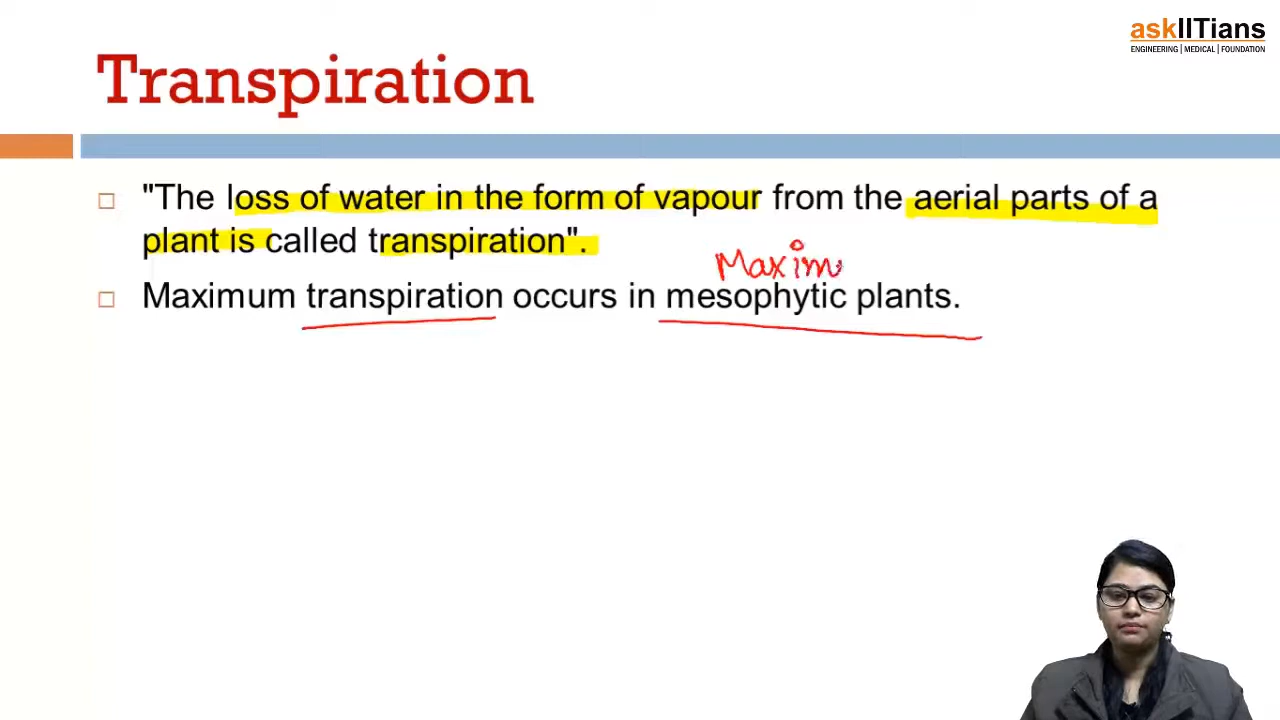 askIITians
ENGINEERING | MEDICAL | FOUNDATION
Transpiration
"The loss of water in the form of vapour from the aerial parts of a
plant is called transpiration".
Maxim
Maximum transpiration occurs in mesophytic plants.